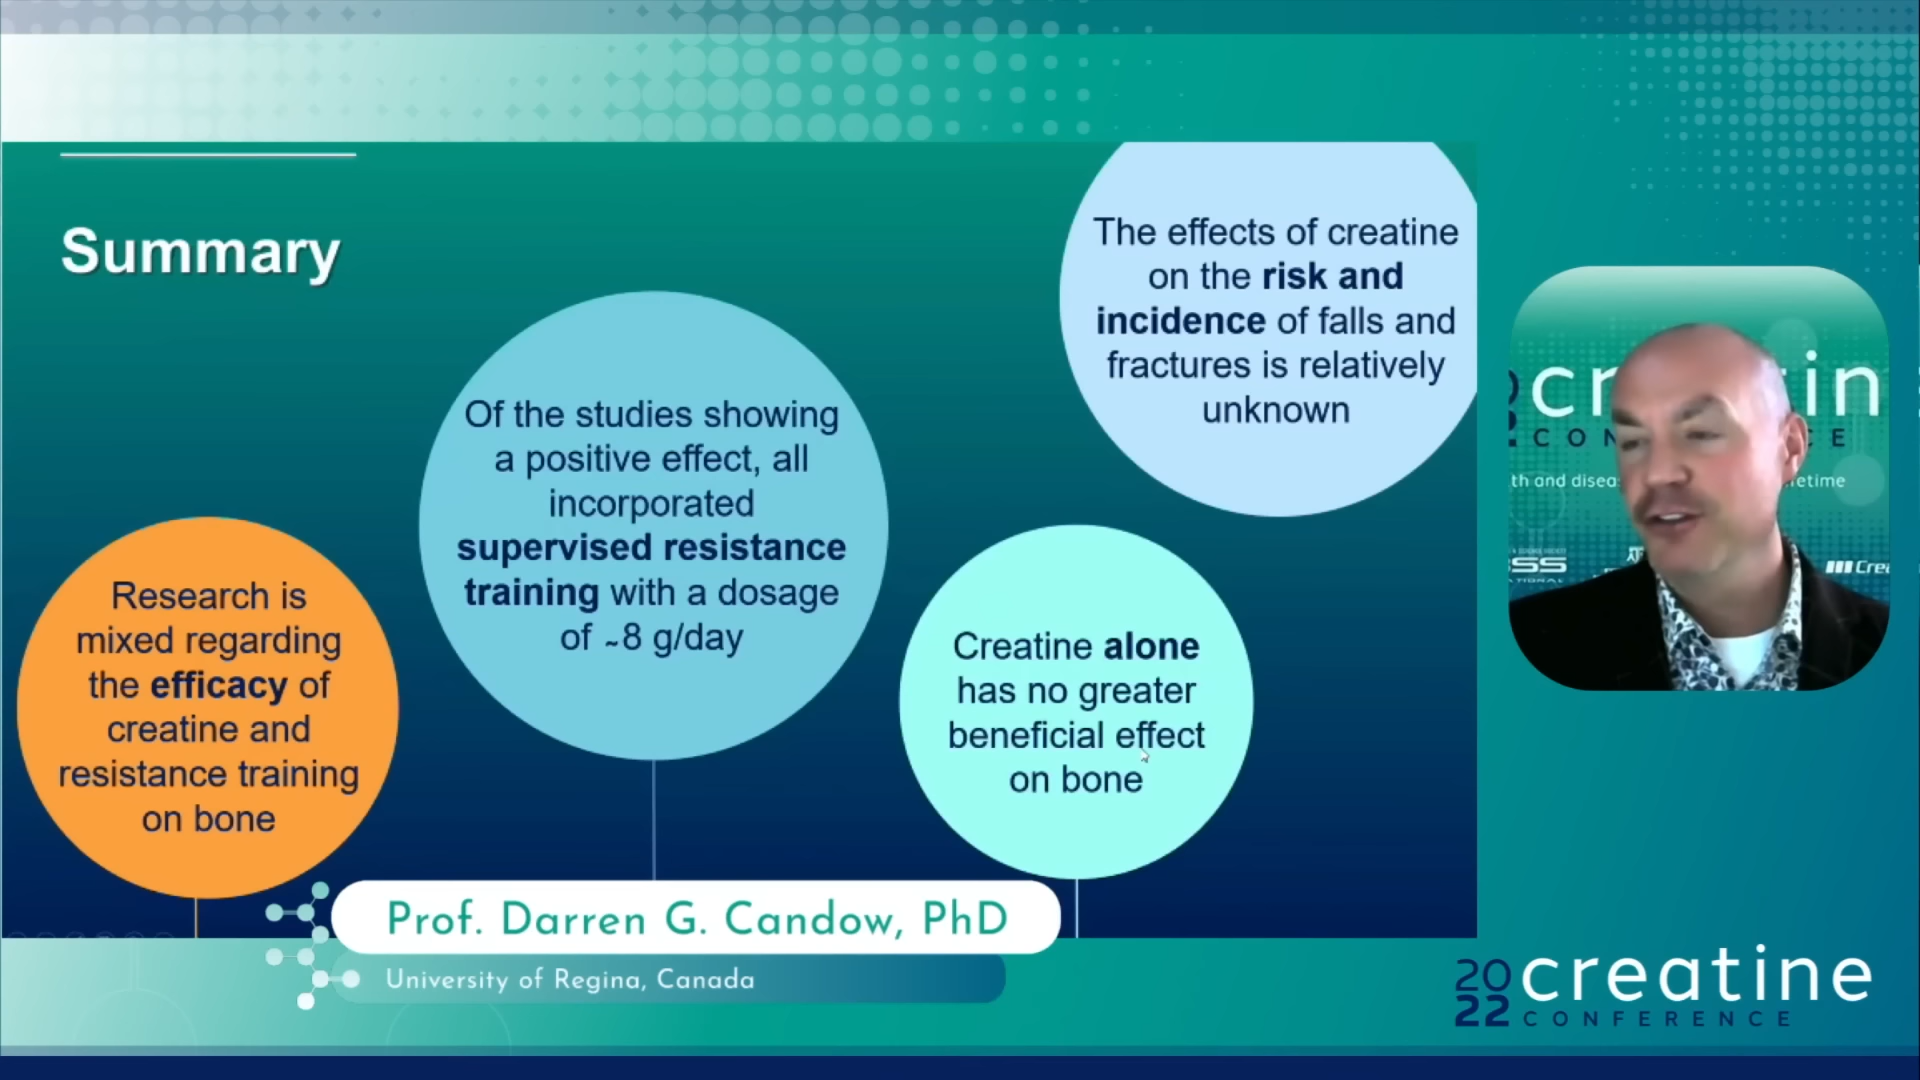 Summary
Research is
mixed regarding
the efficacy of
creatine and
resistance training
on bone
Of the studies showing
a positive effect, all
incorporated
supervised resistance
training with a dosage
of ~8 g/day
Creatine alone
has no greater
beneficial effect
on bone
The effects of creatine
on the risk and
incidence of falls and
fractures is relatively
unknown
Prof. Darren G. Candow, PhD
University of Regina, Canada
2022 creatine
CONFERENCE